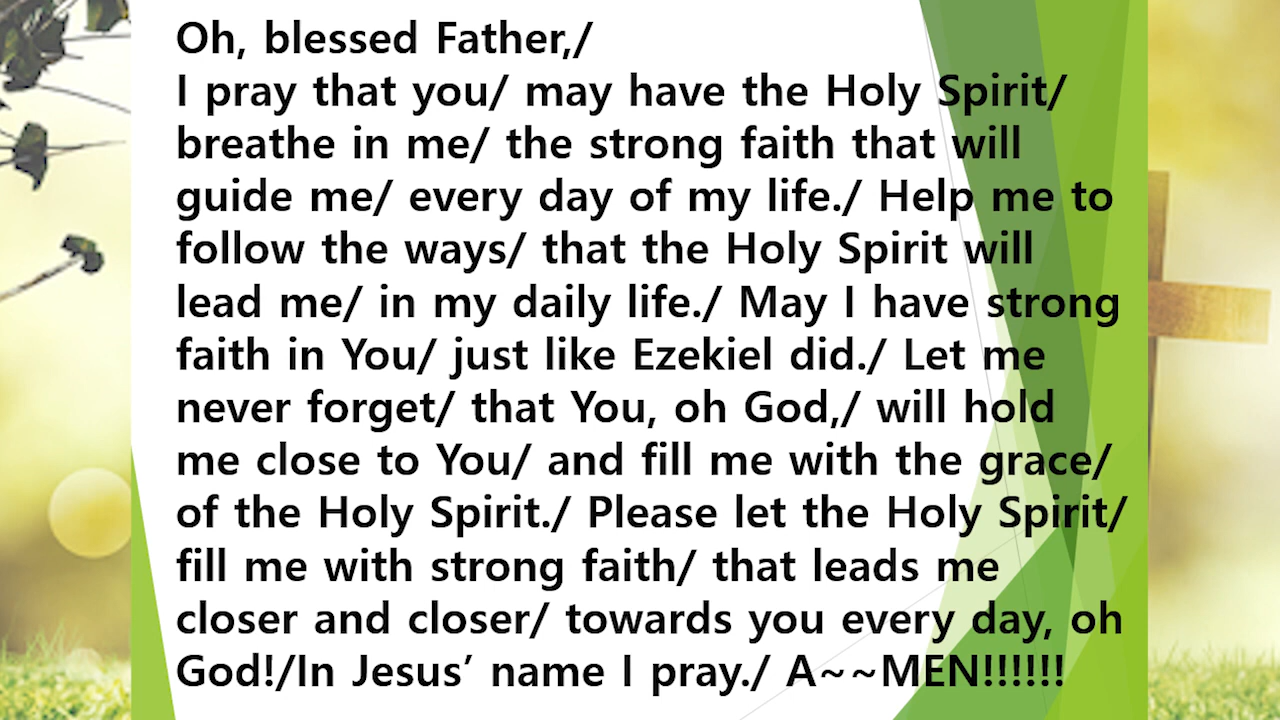 Oh, blessed Father,/
I pray that you/ may have the Holy Spirit/
breathe in me/ the strong faith that will
guide me/ every day of my life./ Help me to
follow the ways/ that the Holy Spirit will
lead me/ in my daily life./ May I have strong
faith in You/ just like Ezekiel did./ Let me
never forget/ that You, oh God,/ will hold
me close to You/ and fill me with the grace/
of the Holy Spirit./ Please let the Holy Spirit/
fill me with strong faith/ that leads me
closer and closer/ towards you every day, oh
God!/In Jesus’ name I pray./ A~~MEN!!!!!!